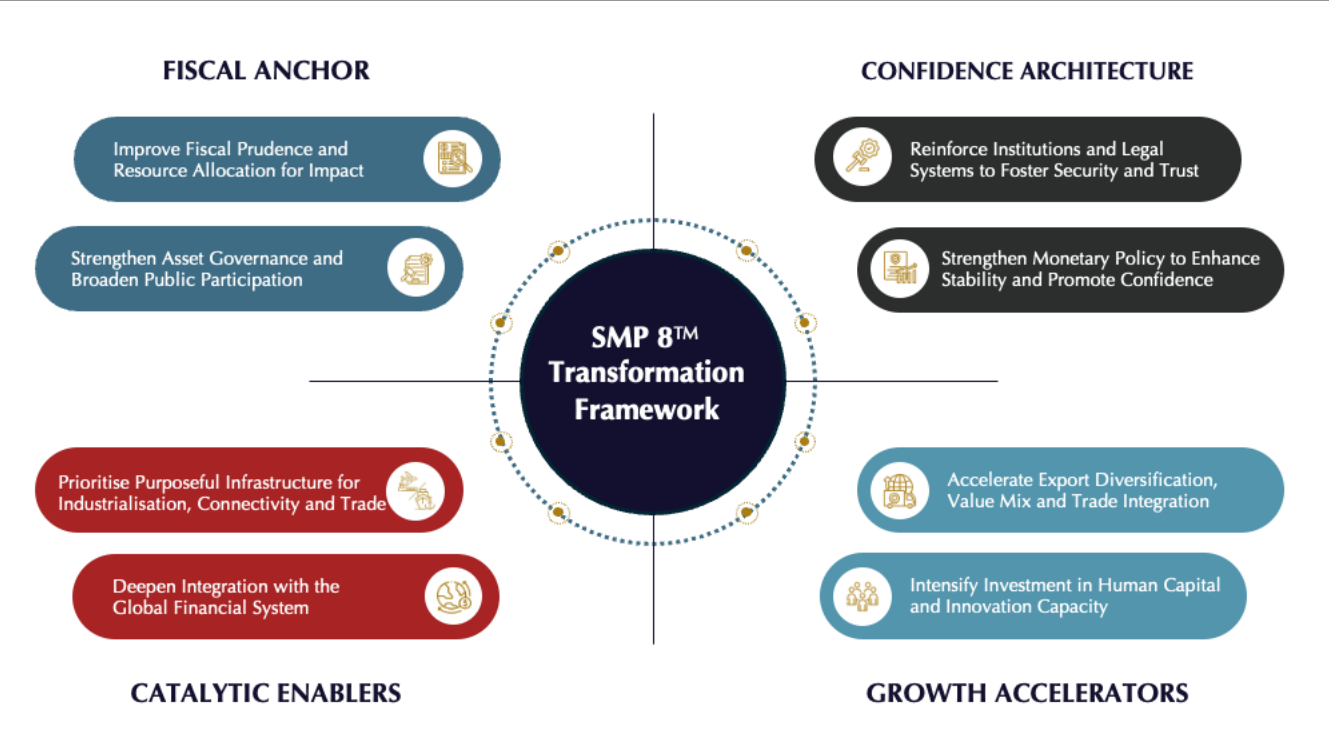 FISCAL ANCHOR
Improve Fiscal Prudence and
Resource Allocation for Impact
Strengthen Asset Governance and
Broaden Public Participation
CONFIDENCE ARCHITECTURE
Reinforce Institutions and Legal
Systems to Foster Security and Trust
Strengthen Monetary Policy to Enhance
Stability and Promote Confidence
SMP 8™
Transformation
Framework
Prioritise Purposeful Infrastructure for
Industrialisation, Connectivity and Trade
Deepen Integration with the
Global Financial System
CATALYTIC ENABLERS
Accelerate Export Diversification,
Value Mix and Trade Integration
Intensify Investment in Human Capital
and Innovation Capacity
GROWTH ACCELERATORS